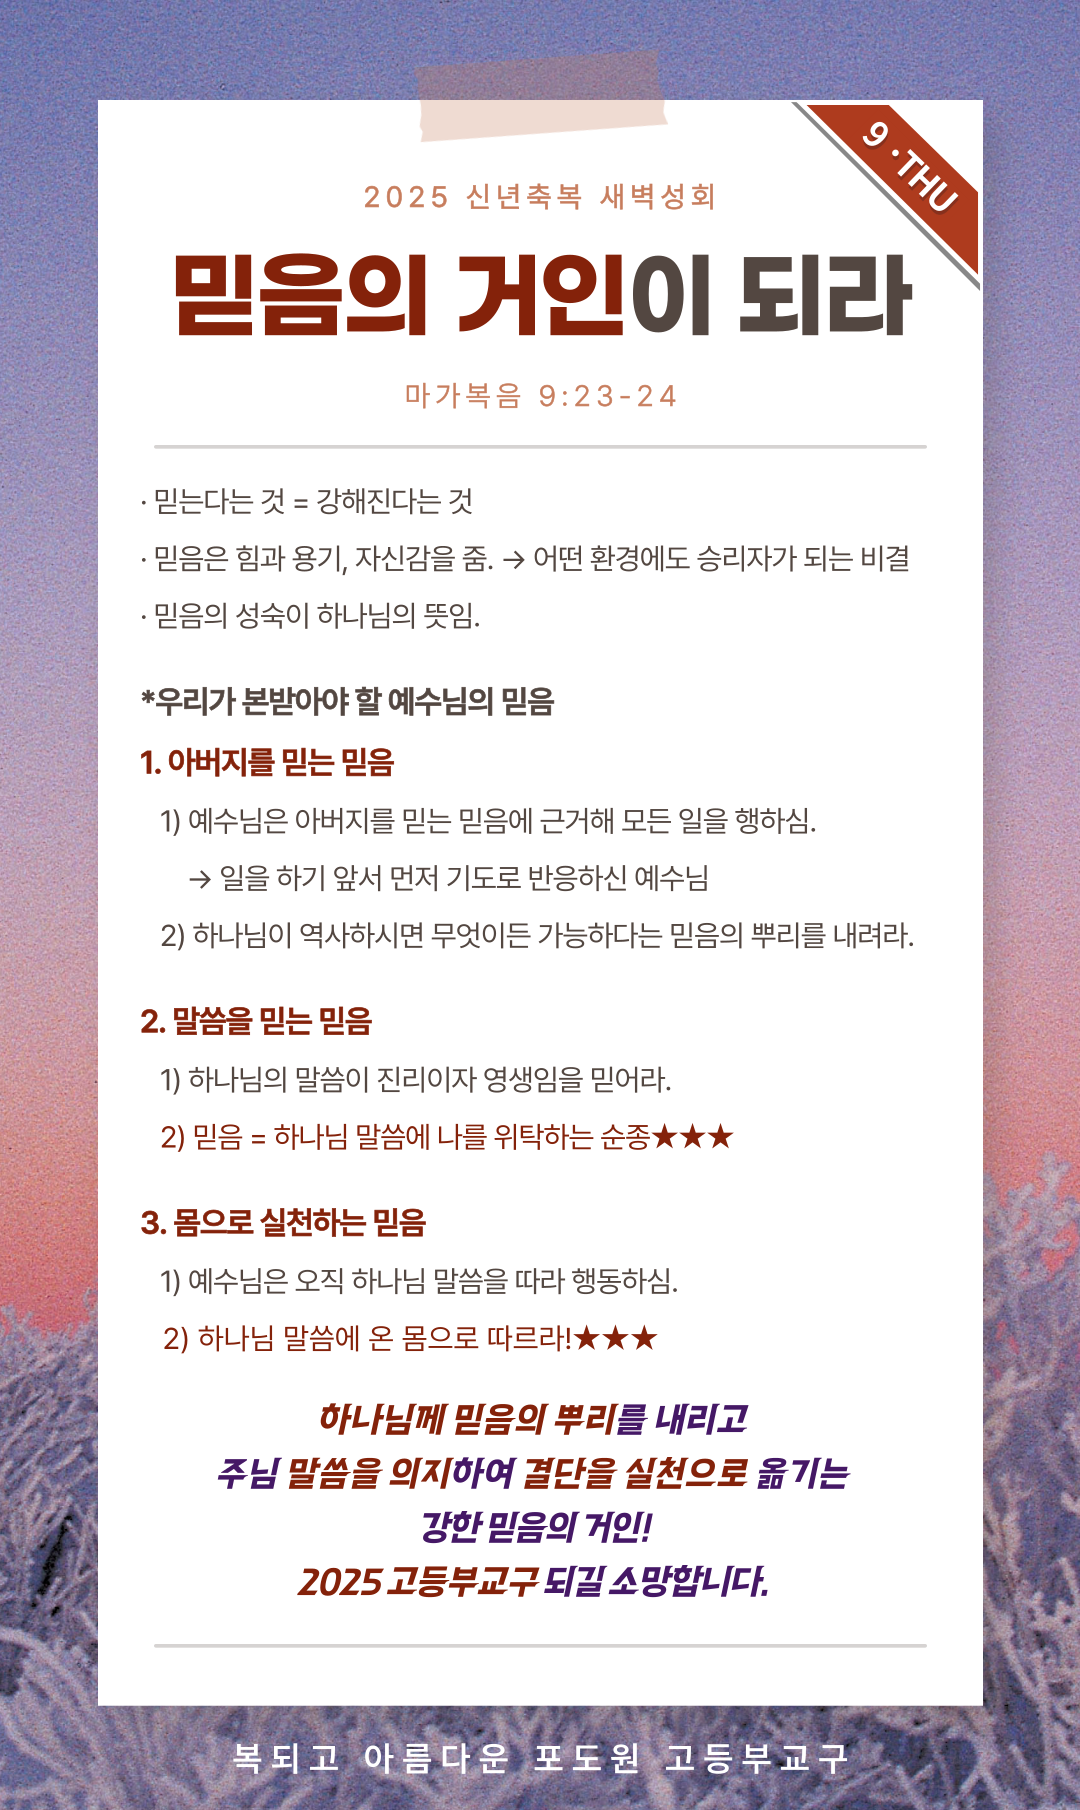 9 ·THU
2025 신년축복 새벽성회
믿음의 거인이 되라
마가복음 9:23-24
· 믿는다는 것 = 강해진다는 것
· 믿음은 힘과 용기, 자신감을 줌. → 어떤 환경에도 승리자가 되는 비결
· 믿음의 성숙이 하나님의 뜻임.
*우리가 본받아야 할 예수님의 믿음
1. 아버지를 믿는 믿음
1) 예수님은 아버지를 믿는 믿음에 근거해 모든 일을 행하심.
→ 일을 하기 앞서 먼저 기도로 반응하신 예수님
2) 하나님이 역사하시면 무엇이든 가능하다는 믿음의 뿌리를 내려라.
2. 말씀을 믿는 믿음
1) 하나님의 말씀이 진리이자 영생임을 믿어라.
2) 믿음 = 하나님 말씀에 나를 위탁하는 순종★★★
3. 몸으로 실천하는 믿음
1) 예수님은 오직 하나님 말씀을 따라 행동하심.
2) 하나님 말씀에 온 몸으로 따르라!★★★
하나님께 믿음의 뿌리를 내리고
주님 말씀을 의지하여 결단을 실천으로 옮기는
강한 믿음의 거인!
2025 고등부교구 되길 소망합니다.
복되고 아름다운 포도원 고등부교구